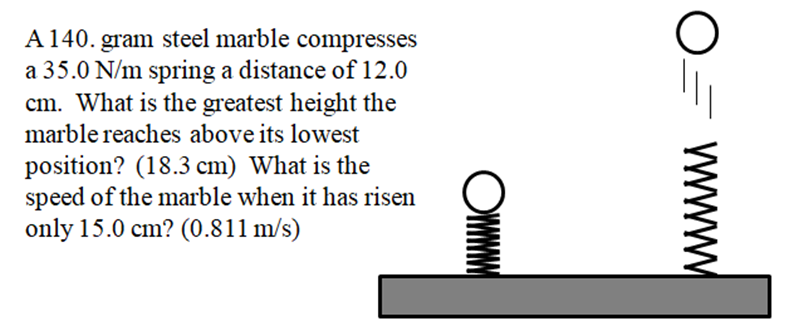 A 140. gram steel marble compresses
a 35.0 N/m spring a distance of 12.0
cm. What is the greatest height the
marble reaches above its lowest
position? (18.3 cm) What is the
speed of the marble when it has risen
only 15.0 cm? (0.811 m/s)